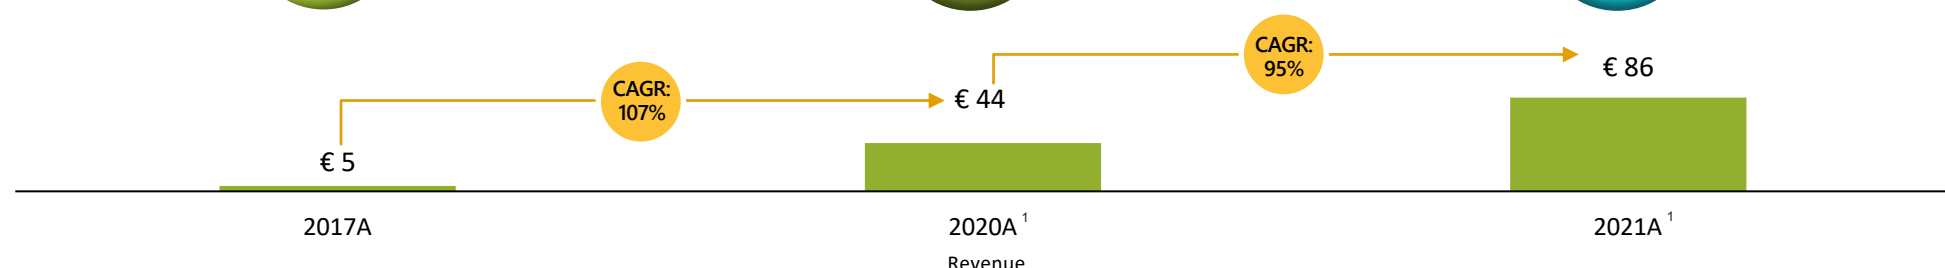 CAGR:
95%
€ 86
CAGR:
107%
€ 44
€ 5
2017A
2020A 1
2021A 1
Revenue